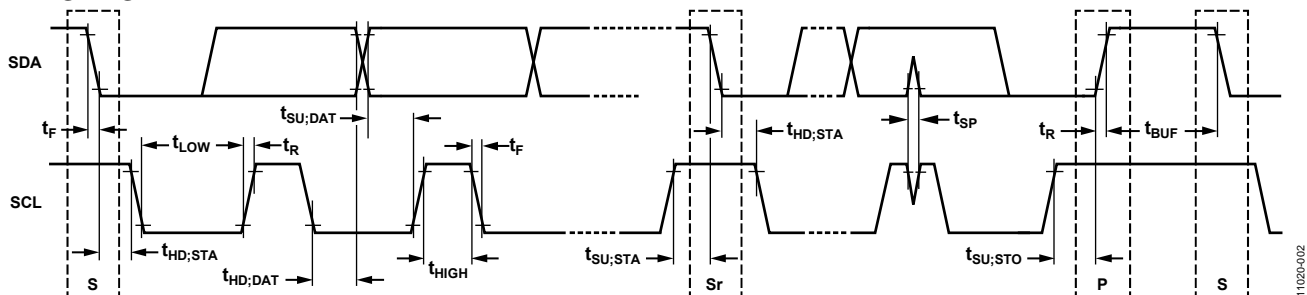 SDA
tF
tLOW
tR
tSU;DAT
tF
tHD;STA
tSP
tR
tBUF
SCL
tHD;STA
tHD;DAT
tHIGH
tSU;STA
tSU;STO
S
Sr
P
S
11020-002